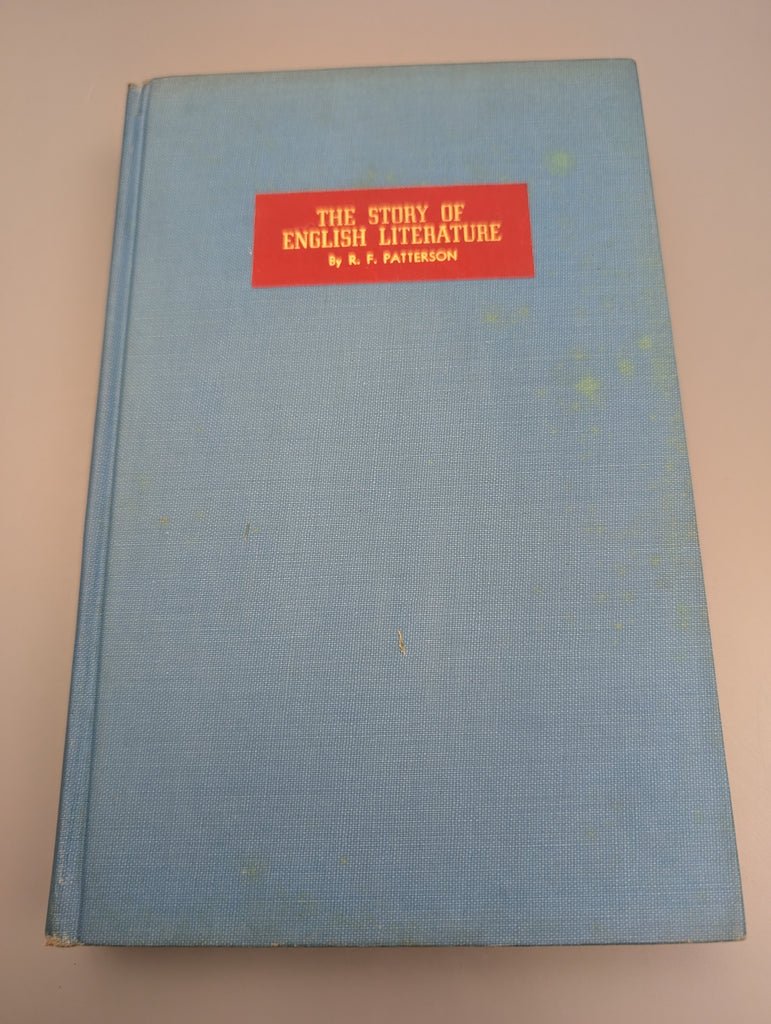 THE STORY OF
ENGLISH LITERATURE
By R. F. PATTERSON